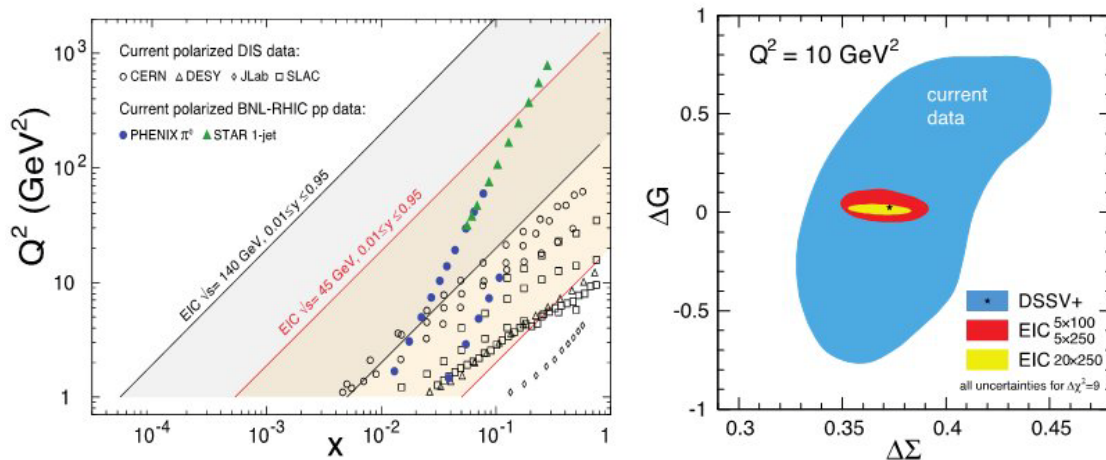 Current polarized DIS data:
CERN DESY JLab SLAC
Current polarized BNL-RHIC pp data:
PHENIX π⁰ STAR 1-jet
EIC √s= 140 GeV, 0.01≤ y ≤0.95
EIC √s= 45 GeV, 0.01≤ y ≤0.95
Q² (GeV²)
10³
10²
10
1
10⁻⁴ 10⁻³ 10⁻² 10⁻¹ 1
x
Q² = 10 GeV²
current
data
ΔG
1
0.5
0
-0.5
-1
DSSV+
EIC 5×100
5×250
EIC 20×250
all uncertainties for Δχ²=9
0.3 0.35 0.4 0.45
ΔΣ